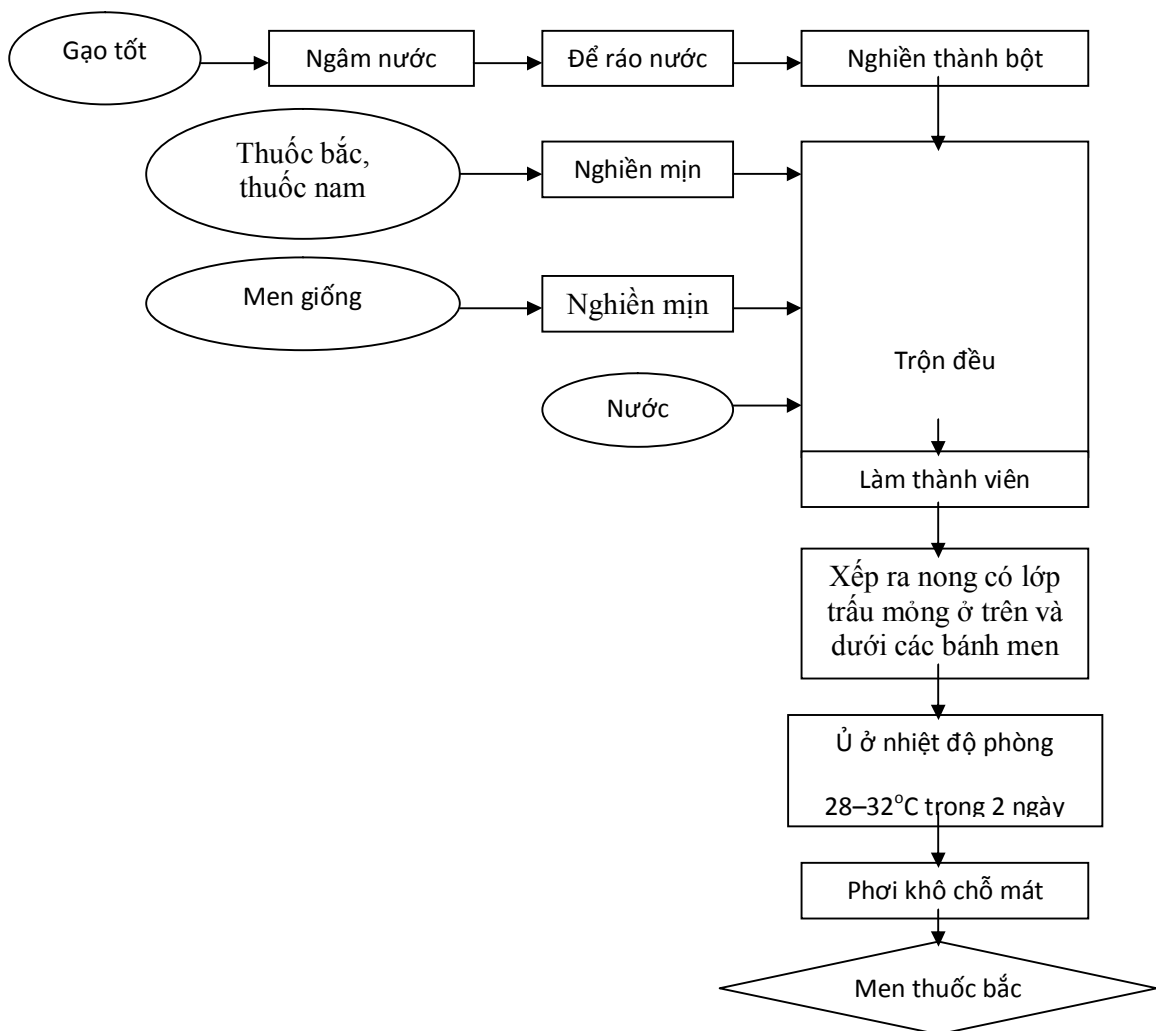 Gạo tốt
Ngâm nước
Để ráo nước
Nghiền thành bột
Thuốc bắc,
thuốc nam
Nghiền mịn
Men giống
Nghiền mịn
Nước
Trộn đều
Làm thành viên
Xếp ra nong có lớp
trấu mỏng ở trên và
dưới các bánh men
Ủ ở nhiệt độ phòng
28–32°C trong 2 ngày
Phơi khô chỗ mát
Men thuốc bắc